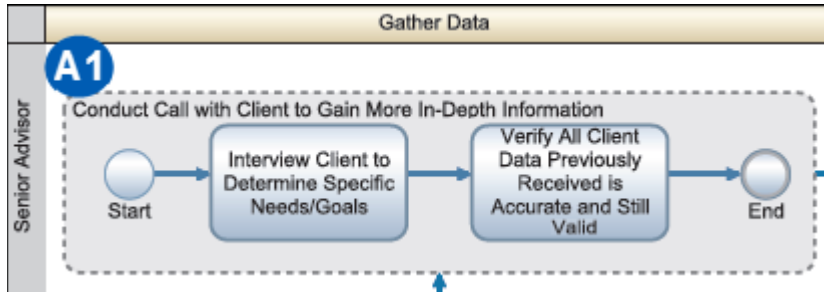 Gather Data
A1
Senior Advisor
Conduct Call with Client to Gain More In-Depth Information
Start
Interview Client to
Determine Specific
Needs/Goals
Verify All Client
Data Previously
Received is
Accurate and Still
Valid
End